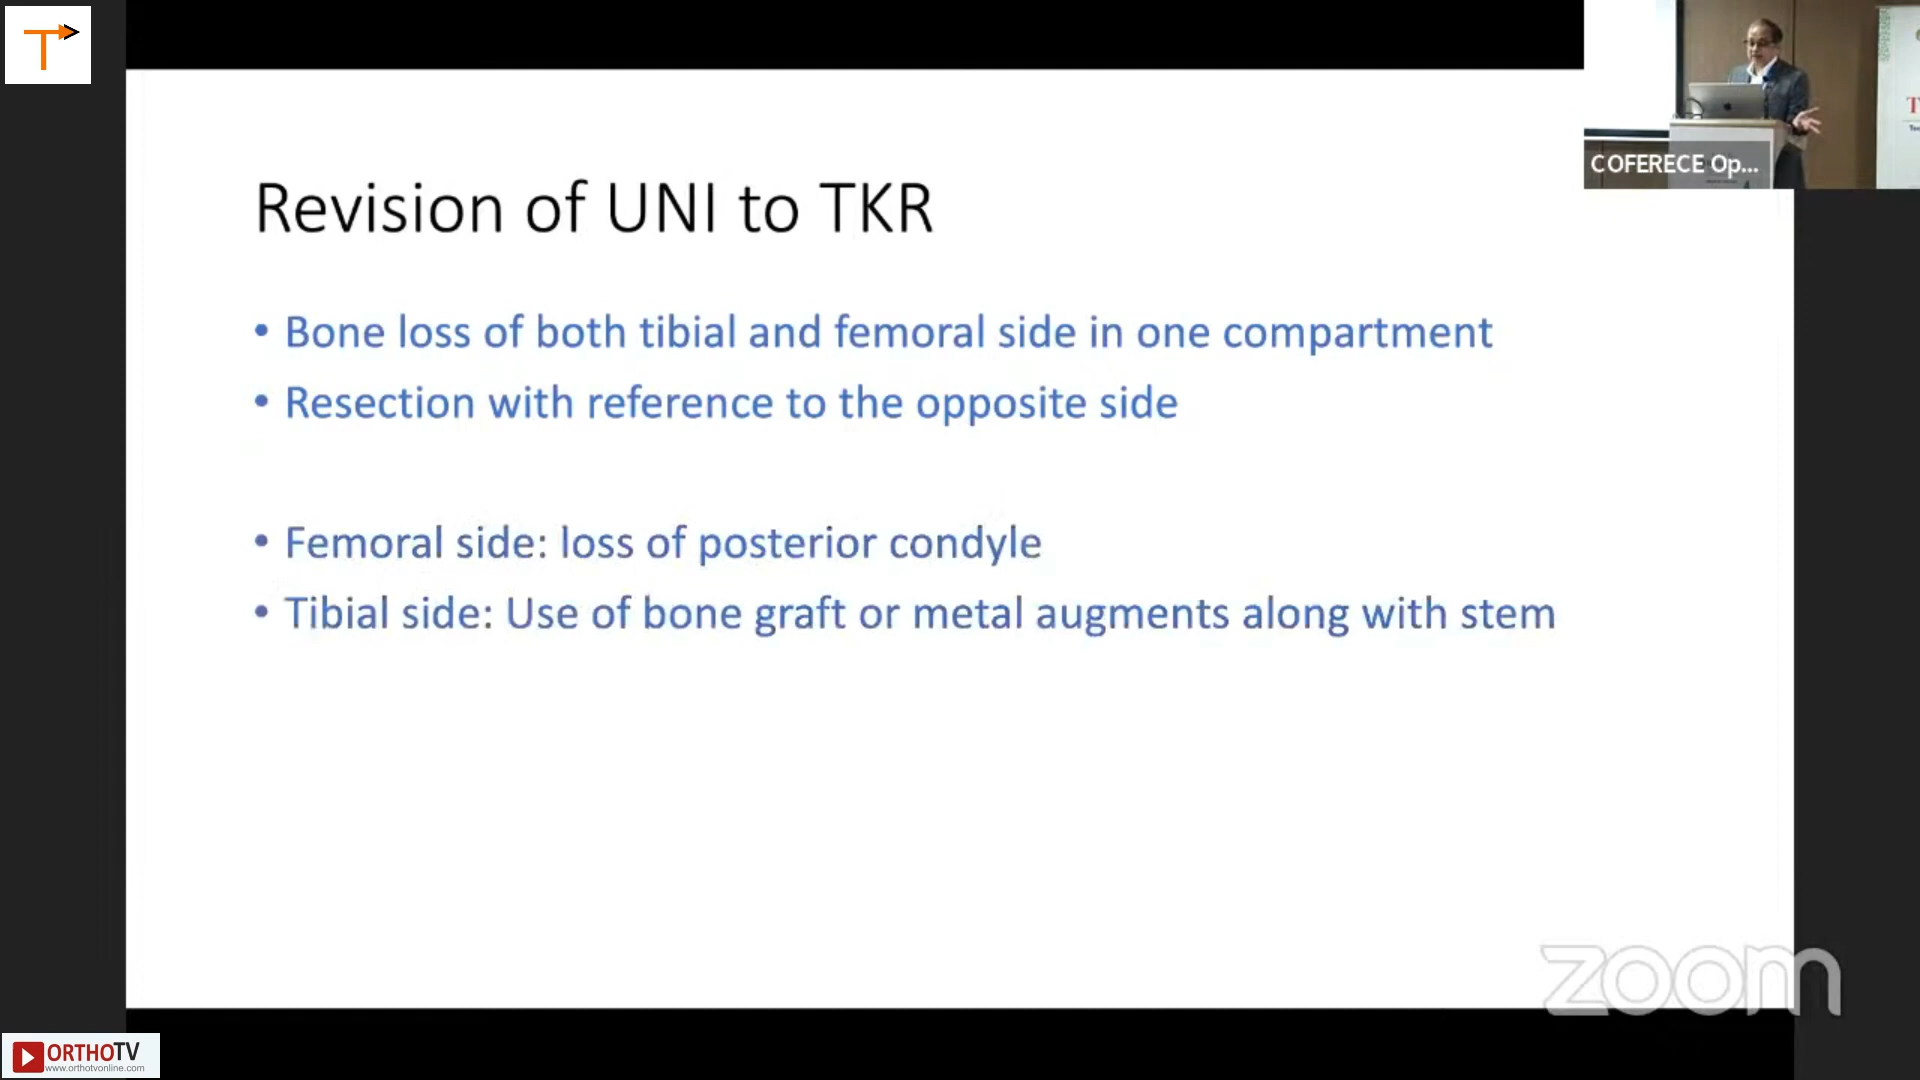 T
COFERECE Op...
Revision of UNI to TKR
• Bone loss of both tibial and femoral side in one compartment
• Resection with reference to the opposite side
• Femoral side: loss of posterior condyle
• Tibial side: Use of bone graft or metal augments along with stem
zoom
ORTHOTV
www.orthotvonline.com